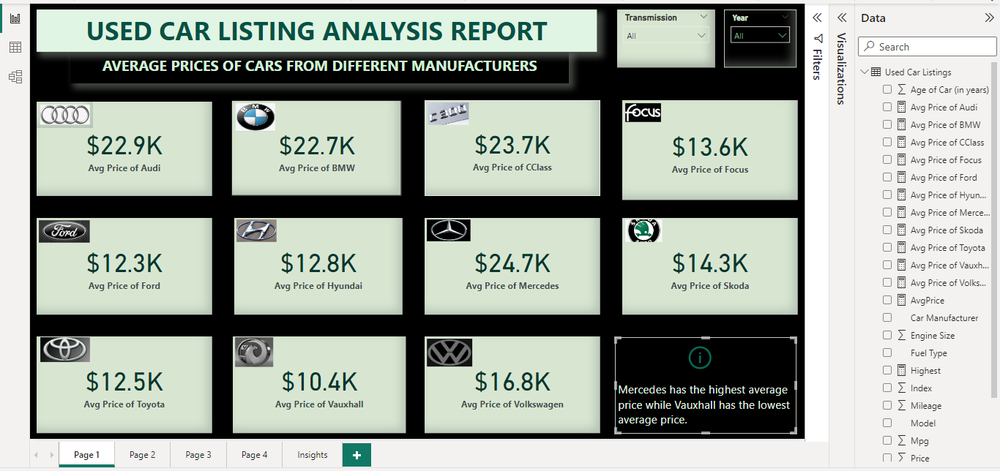 USED CAR LISTING ANALYSIS REPORT
AVERAGE PRICES OF CARS FROM DIFFERENT MANUFACTURERS
Transmission
All
Year
All
$22.9K
Avg Price of Audi
BMW
$22.7K
Avg Price of BMW
C300
$23.7K
Avg Price of CClass
focus
$13.6K
Avg Price of Focus
Ford
$12.3K
Avg Price of Ford
$12.8K
Avg Price of Hyundai
$24.7K
Avg Price of Mercedes
$14.3K
Avg Price of Skoda
$12.5K
Avg Price of Toyota
$10.4K
Avg Price of Vauxhall
$16.8K
Avg Price of Volkswagen
Mercedes has the highest average
price while Vauxhall has the lowest
average price.
Page 1
Page 2
Page 3
Page 4
Insights
Filters
Visualizations
Data
Search
Used Car Listings
Age of Car (in years)
Avg Price of Audi
Avg Price of BMW
Avg Price of CClass
Avg Price of Focus
Avg Price of Ford
Avg Price of Hyun...
Avg Price of Merce...
Avg Price of Skoda
Avg Price of Toyota
Avg Price of Vauxh...
Avg Price of Volks...
AvgPrice
Car Manufacturer
Engine Size
Fuel Type
Highest
Index
Mileage
Model
Mpg
Price